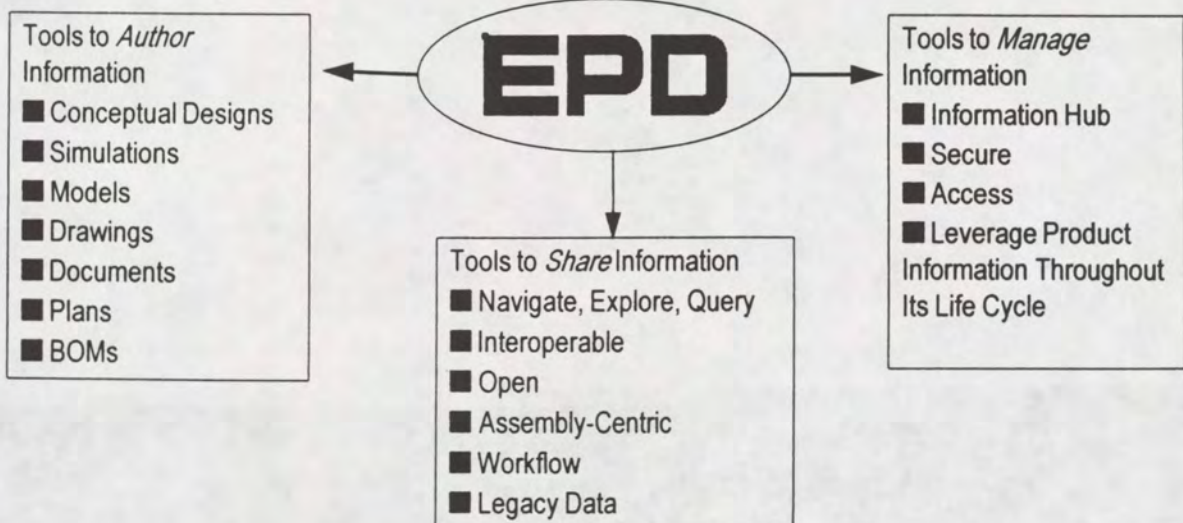 EPD
Tools to Author
Information
■ Conceptual Designs
■ Simulations
■ Models
■ Drawings
■ Documents
■ Plans
■ BOMs
Tools to Share Information
■ Navigate, Explore, Query
■ Interoperable
■ Open
■ Assembly-Centric
■ Workflow
■ Legacy Data
Tools to Manage
Information
■ Information Hub
■ Secure
■ Access
■ Leverage Product
Information Throughout
Its Life Cycle